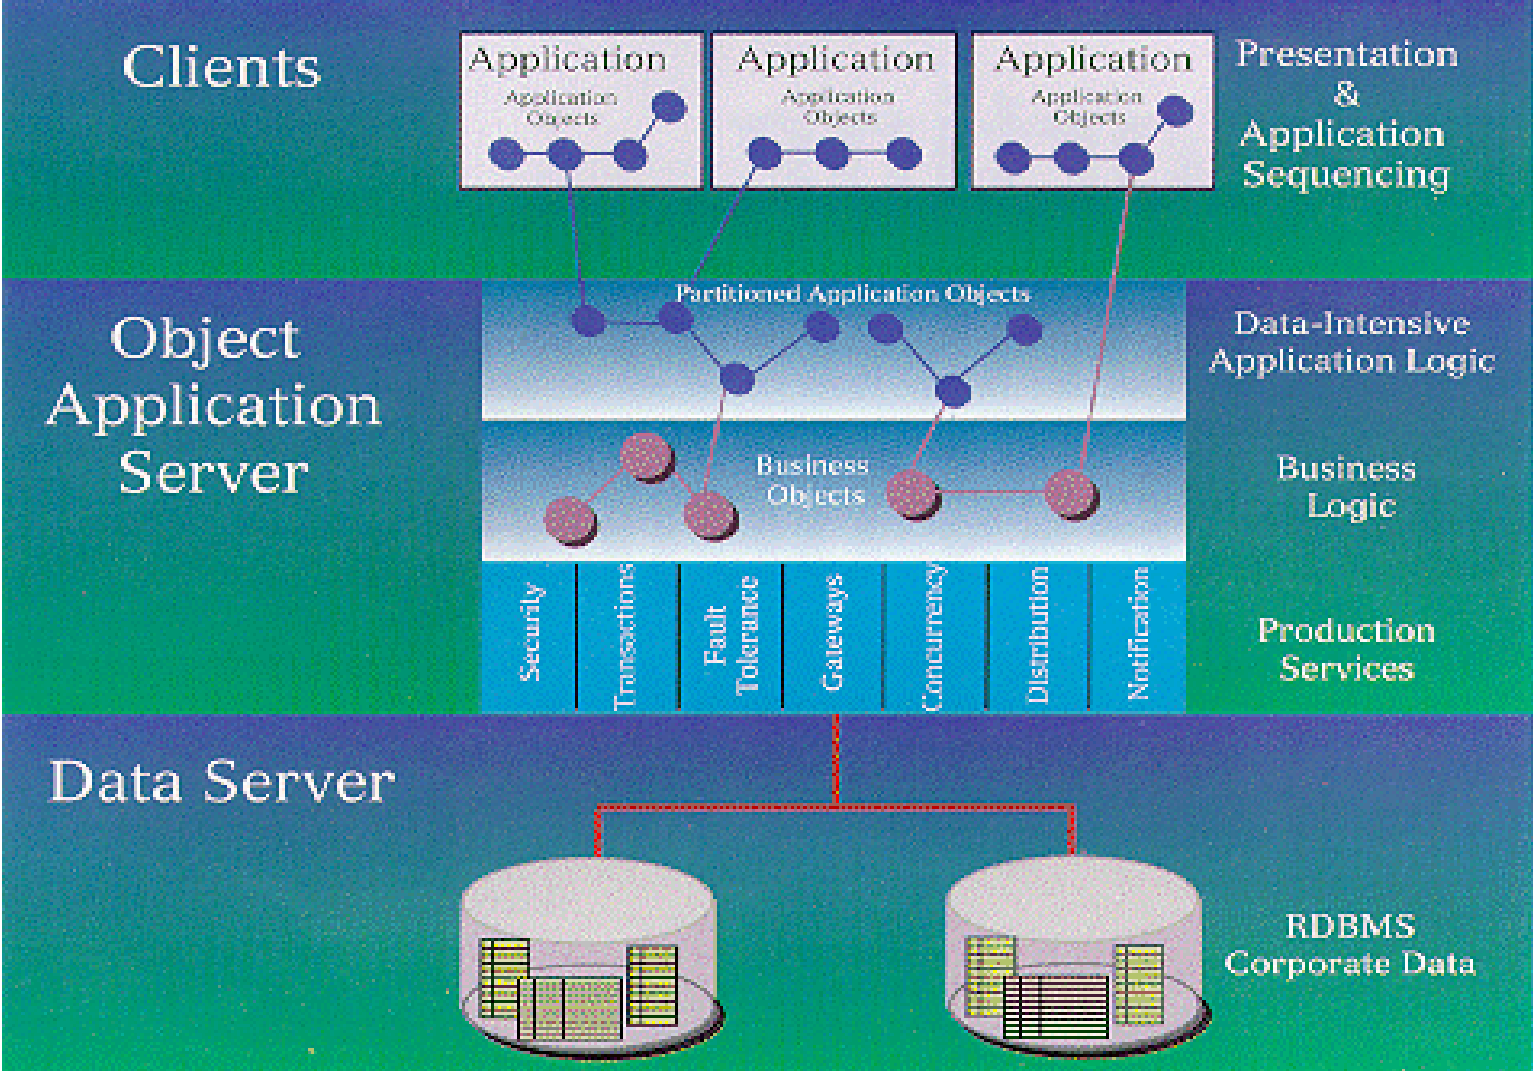 Clients
Application
Application
Objects
Application
Application
Objects
Application
Application
Objects
Presentation
&
Application
Sequencing
Object
Application
Server
Partitioned Application Objects
Data-Intensive
Application Logic
Business
Objects
Business
Logic
Security
Transactions
Fault
Tolerance
Gateways
Concurrency
Distribution
Notification
Production
Services
Data Server
RDBMS
Corporate Data